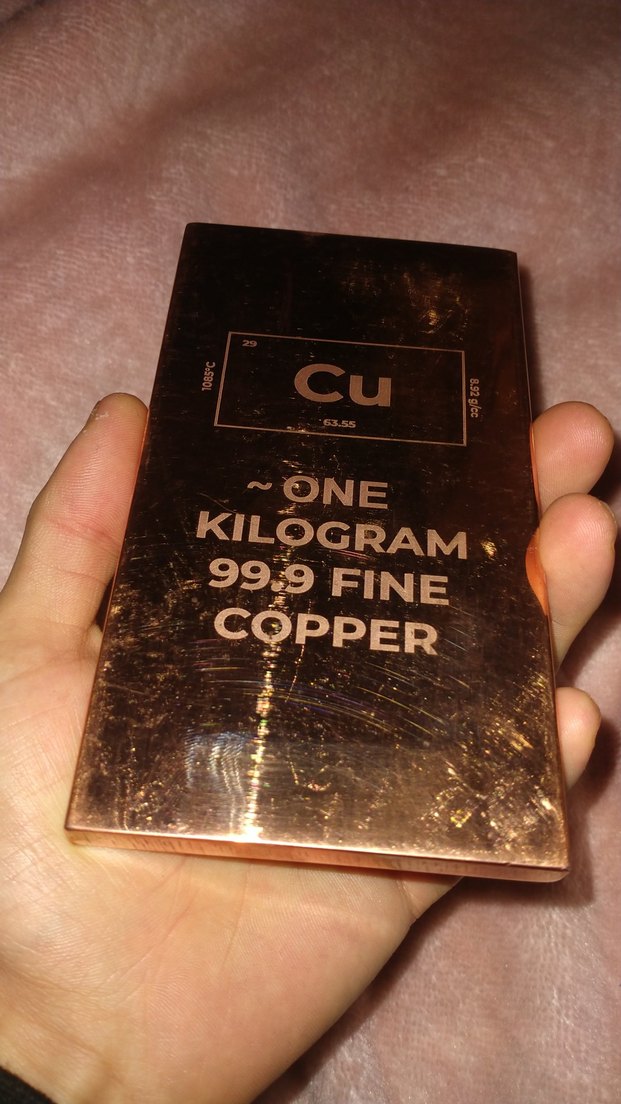 29
Cu
63.55
1085°C
8.92 g/cc
~ ONE
KILOGRAM
99.9 FINE
COPPER